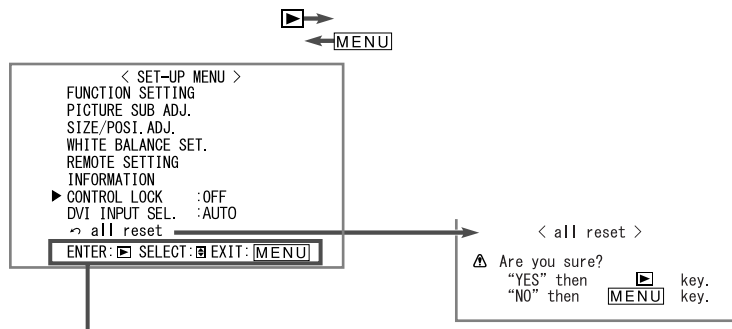 MENU
< SET-UP MENU >
FUNCTION SETTING
PICTURE SUB ADJ.
SIZE/POSI.ADJ.
WHITE BALANCE SET.
REMOTE SETTING
INFORMATION
CONTROL LOCK :OFF
DVI INPUT SEL. :AUTO
all reset
ENTER: SELECT: EXIT: MENU
< all reset >
Are you sure?
“YES” then key.
“NO” then MENU key.